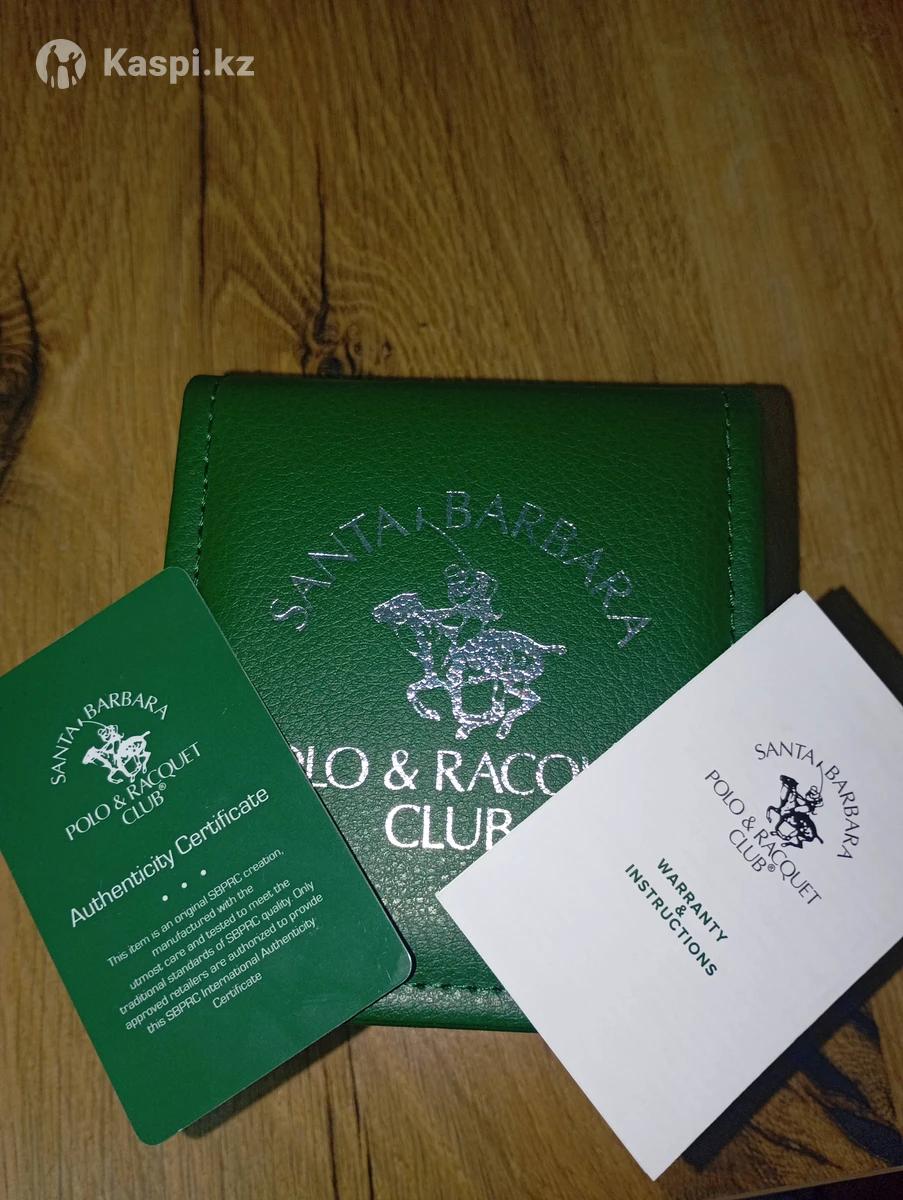 Kaspi.kz
SANTA BARBARA
LO & RACQU
CLUB
SANTA BARBARA
POLO & RACQUET
CLUB®
Authenticity Certificate
• • •
This item is an original SBPRC creation,
manufactured with the
utmost care and tested to meet the
traditional standards of SBPRC quality. Only
approved retailers are authorized to provide
this SBPRC International Authenticity
Certificate
SANTA BARBARA
POLO & RACQUET
CLUB®
WARRANTY
&
INSTRUCTIONS